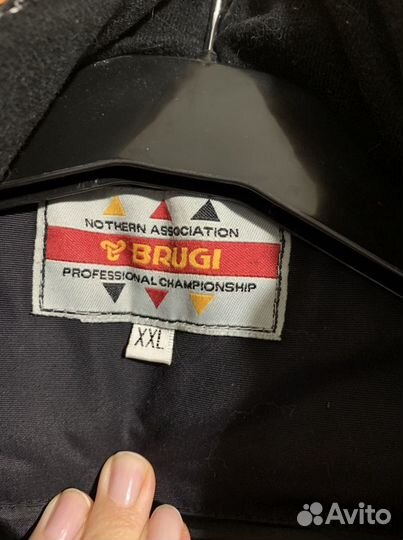 NOTHERN ASSOCIATION
BRUGI
PROFESSIONAL CHAMPIONSHIP
XXL
Avito